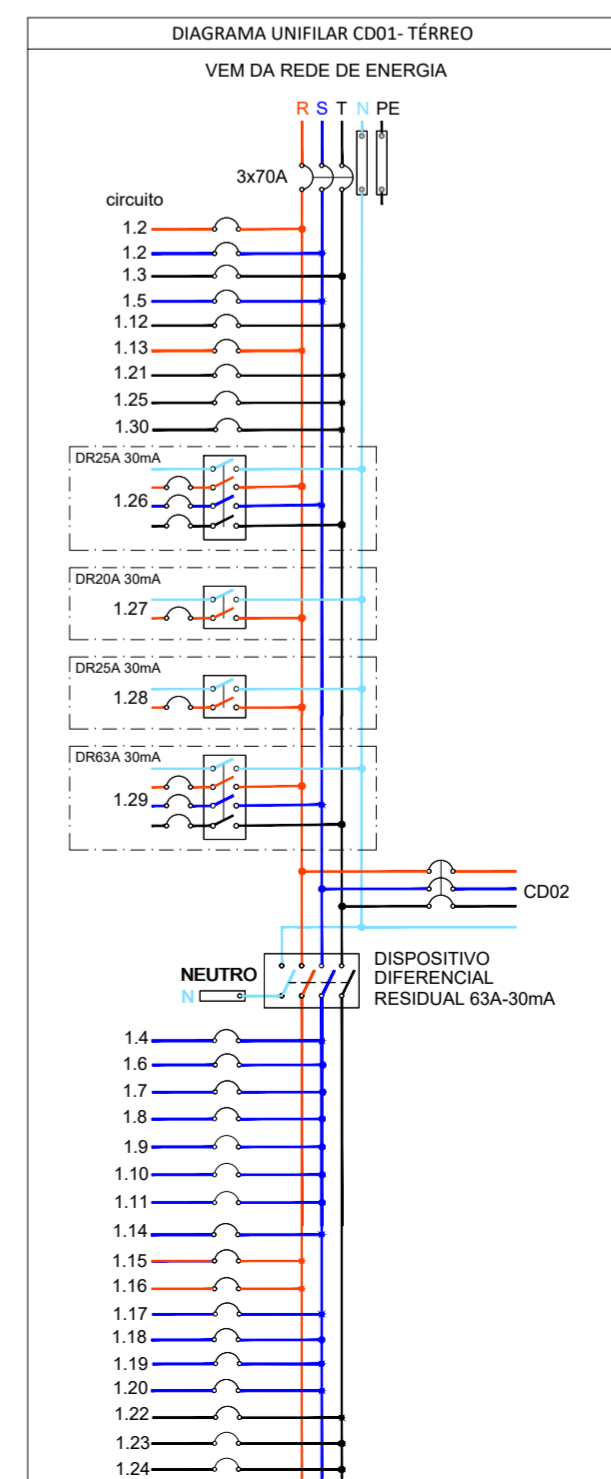 DIAGRAMA UNIFILAR CD01- TÉRREO
VEM DA REDE DE ENERGIA
R S T N PE
3x70A
circuito
1.2
1.2
1.3
1.5
1.12
1.13
1.21
1.25
1.30
DR25A 30mA
1.26
DR20A 30mA
1.27
DR25A 30mA
1.28
DR63A 30mA
1.29
CD02
NEUTRO
N
DISPOSITIVO
DIFERENCIAL
RESIDUAL 63A-30mA
1.4
1.6
1.7
1.8
1.9
1.10
1.11
1.14
1.15
1.16
1.17
1.18
1.19
1.20
1.22
1.23
1.24